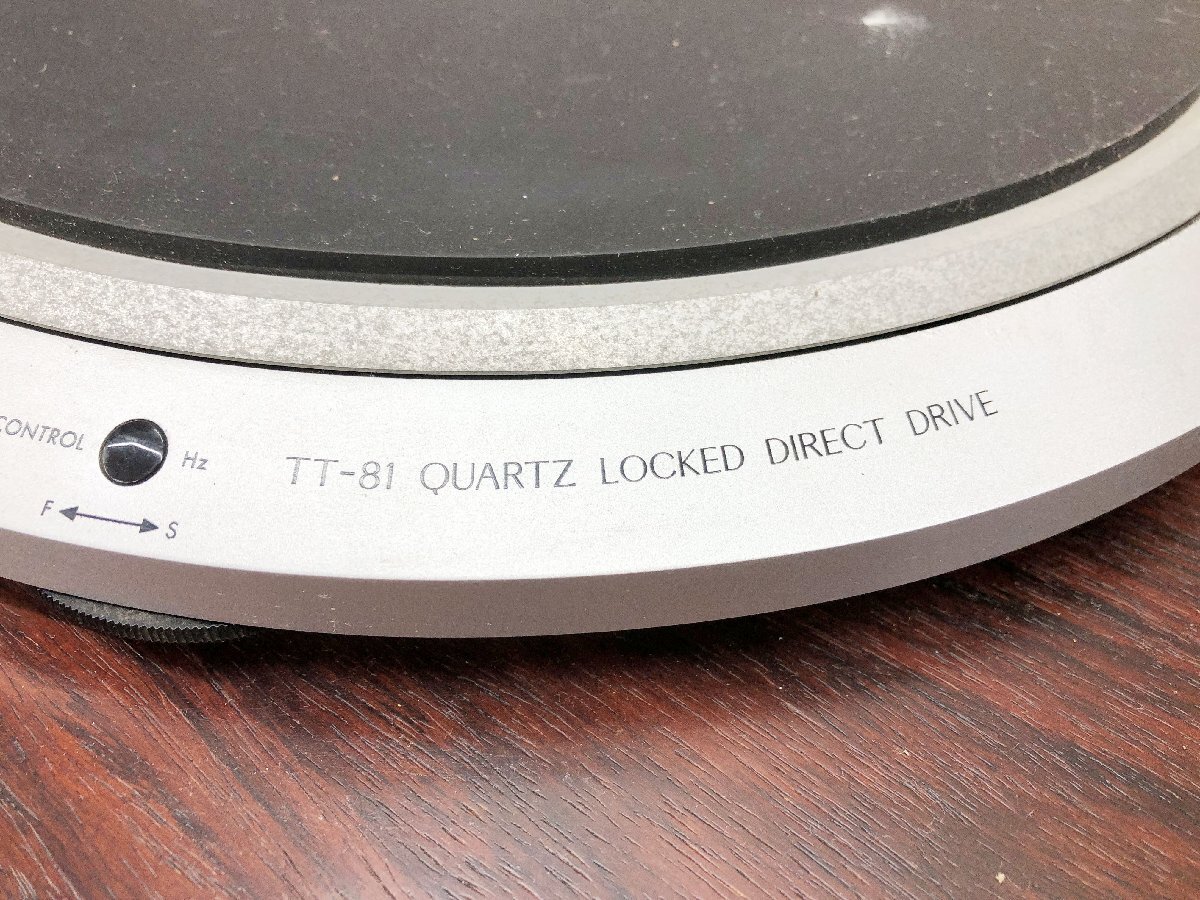 CONTROL
Hz
F S
TT-81 QUARTZ LOCKED DIRECT DRIVE